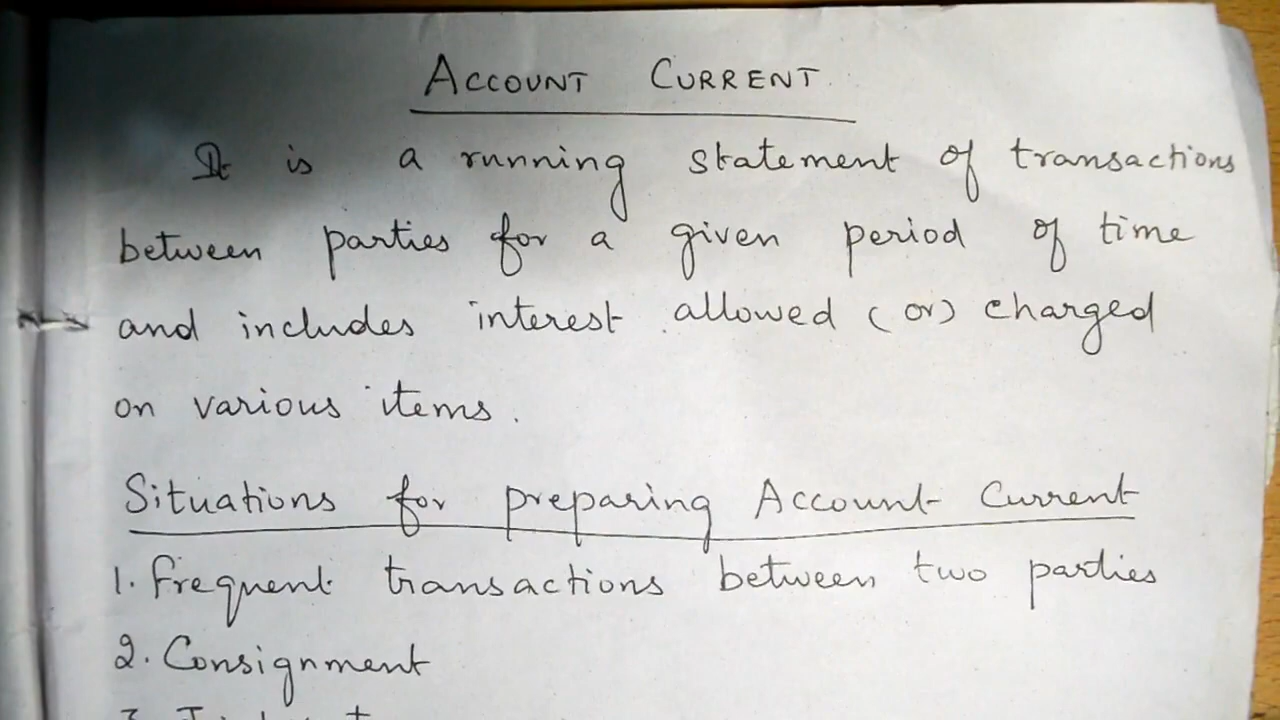 ACCOUNT CURRENT
It is a running statement of transactions
between parties for a given period of time
and includes interest allowed (or) charged
on various items.
Situations for preparing Account Current
1. Frequent transactions between two parties
2. Consignment
3.